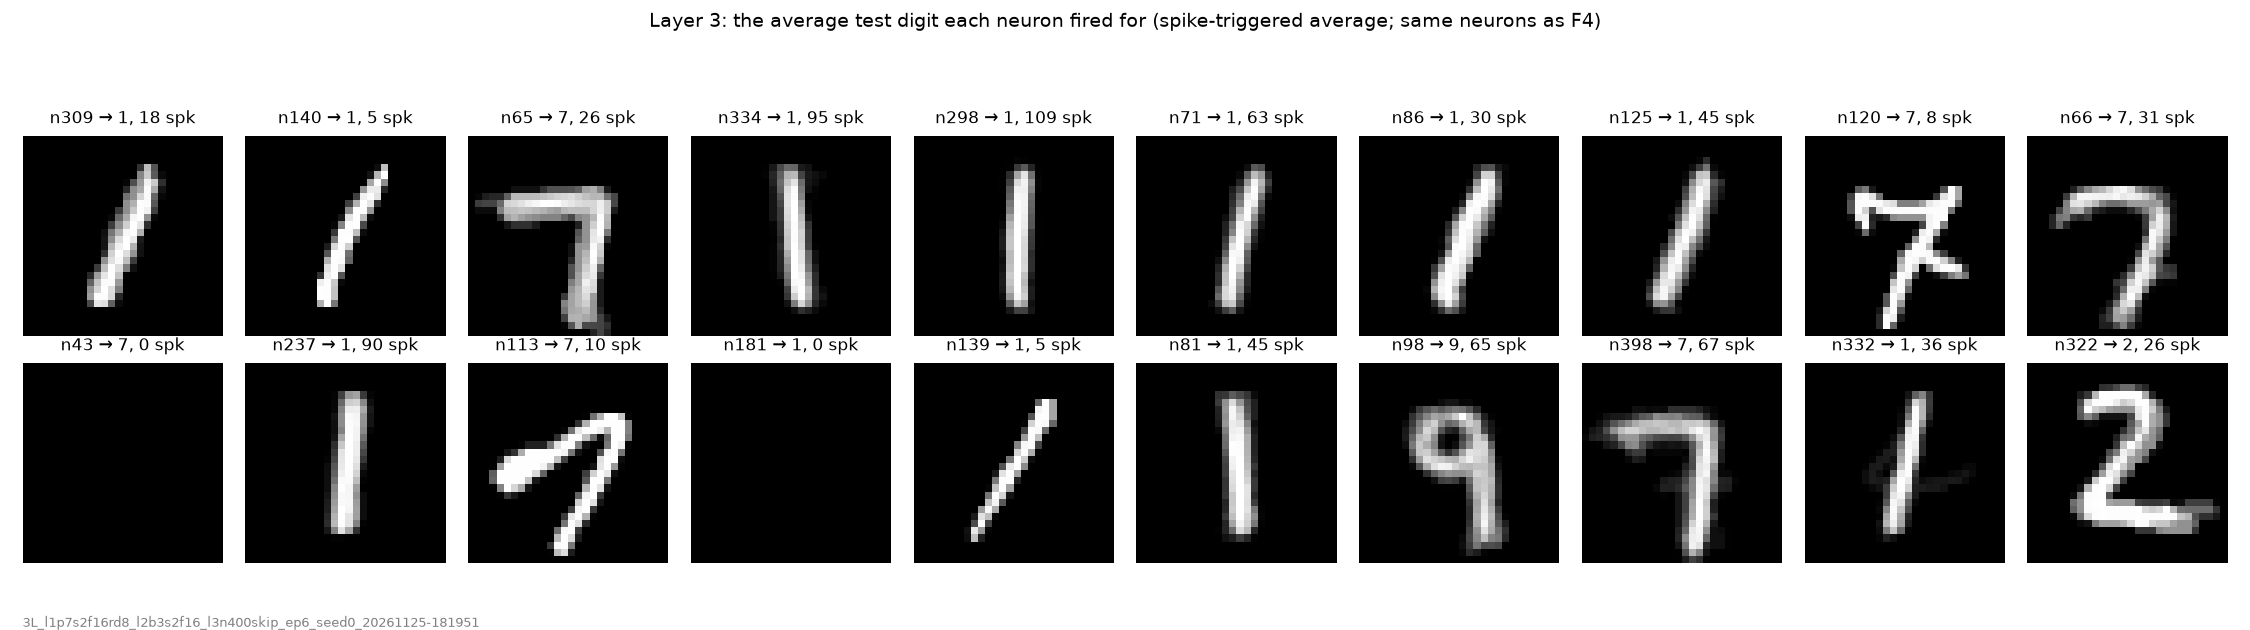 Layer 3: the average test digit each neuron fired for (spike-triggered average; same neurons as F4)
n309 → 1, 18 spk n140 → 1, 5 spk n65 → 7, 26 spk n334 → 1, 95 spk n298 → 1, 109 spk n71 → 1, 63 spk n86 → 1, 30 spk n125 → 1, 45 spk n120 → 7, 8 spk n66 → 7, 31 spk
n43 → 7, 0 spk n237 → 1, 90 spk n113 → 7, 10 spk n181 → 1, 0 spk n139 → 1, 5 spk n81 → 1, 45 spk n98 → 9, 65 spk n398 → 7, 67 spk n332 → 1, 36 spk n322 → 2, 26 spk
3L_l1p7s2f16rd8_l2b3s2f16_l3n400skip_ep6_seed0_20261125-181951